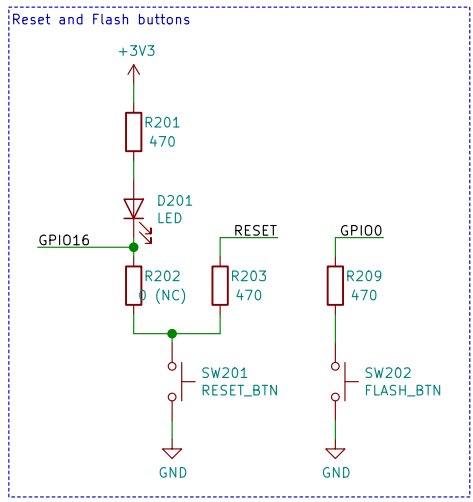 Reset and Flash buttons
+3V3
R201
470
D201
LED
GPIO16
RESET
GPIO0
R202
0 (NC)
R203
470
R209
470
SW201
RESET_BTN
SW202
FLASH_BTN
GND
GND